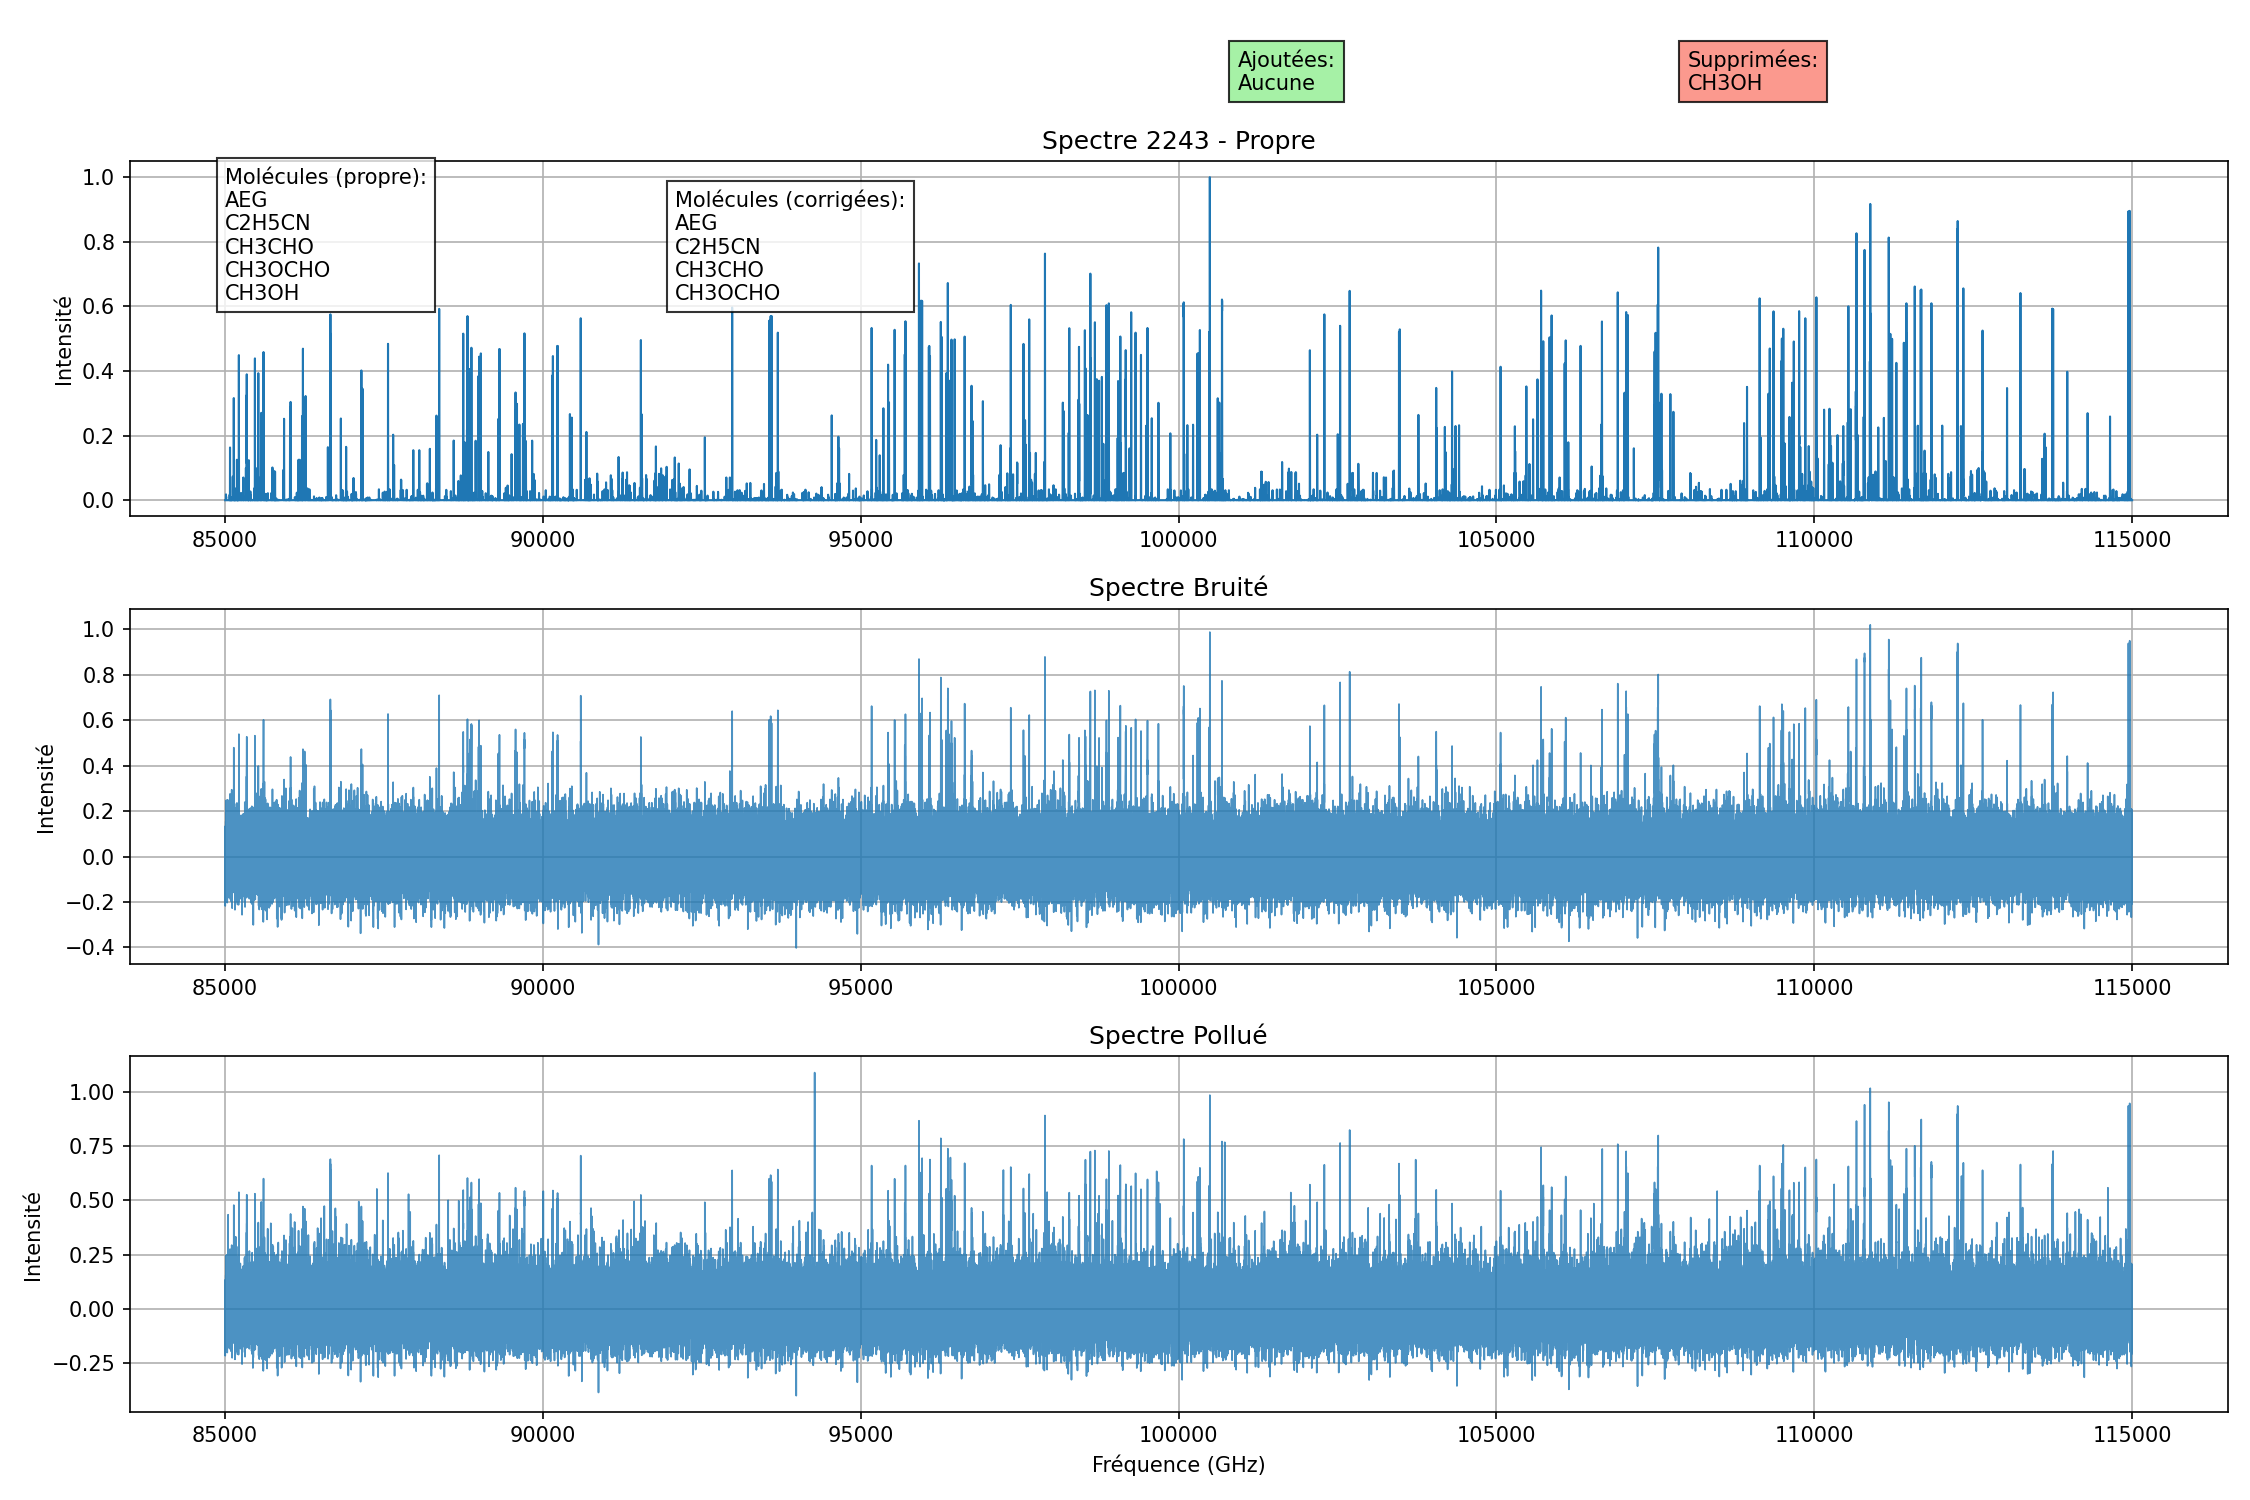 Ajoutées:
Aucune
Supprimées:
CH3OH
Spectre 2243 - Propre
Molécules (propre):
AEG
C2H5CN
CH3CHO
CH3OCHO
CH3OH
Molécules (corrigées):
AEG
C2H5CN
CH3CHO
CH3OCHO
Intensité
1.0
0.8
0.6
0.4
0.2
0.0
85000 90000 95000 100000 105000 110000 115000
Spectre Bruité
Intensité
1.0
0.8
0.6
0.4
0.2
0.0
−0.2
−0.4
85000 90000 95000 100000 105000 110000 115000
Spectre Pollué
Intensité
1.00
0.75
0.50
0.25
0.00
−0.25
85000 90000 95000 100000 105000 110000 115000
Fréquence (GHz)